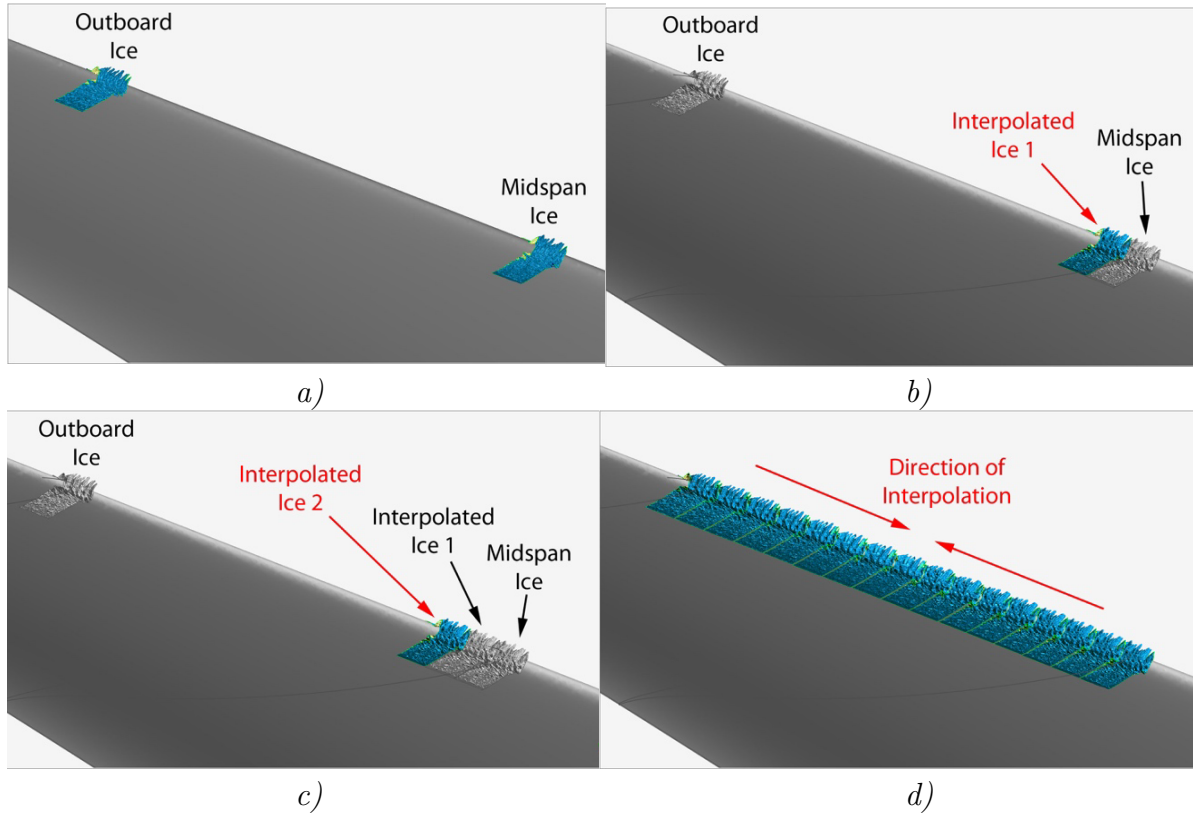 Outboard
Ice
Midspan
Ice
a)
Outboard
Ice
Interpolated
Ice 1
Midspan
Ice
b)
Outboard
Ice
Interpolated
Ice 2
Interpolated
Ice 1
Midspan
Ice
c)
Direction of
Interpolation
d)